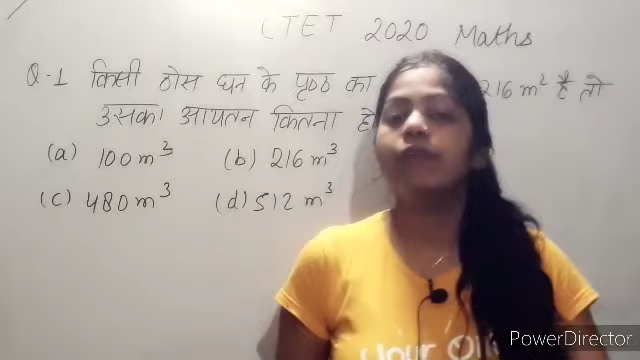 CTET 2020 Maths
Q-1 किसी ठोस घन के पृष्ठ का 216 m² है तो
उसका आयतन कितना
(a) 100 m³ (b) 216 m³
(c) 480 m³ (d) 512 m³
PowerDirector